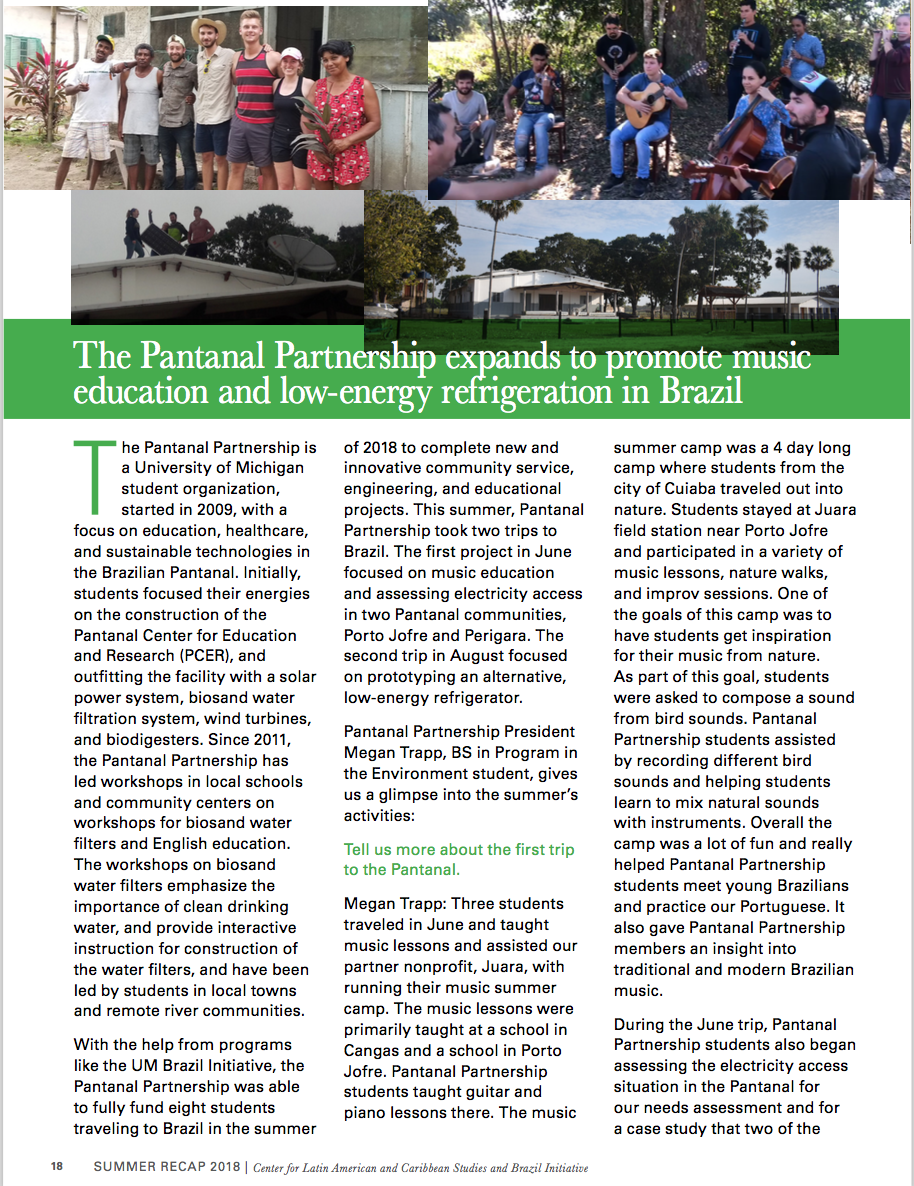 The Pantanal Partnership expands to promote music
education and low-energy refrigeration in Brazil
The Pantanal Partnership is
a University of Michigan
student organization,
started in 2009, with a
focus on education, healthcare,
and sustainable technologies in
the Brazilian Pantanal. Initially,
students focused their energies
on the construction of the
Pantanal Center for Education
and Research (PCER), and
outfitting the facility with a solar
power system, biosand water
filtration system, wind turbines,
and biodigesters. Since 2011,
the Pantanal Partnership has
led workshops in local schools
and community centers on
workshops for biosand water
filters and English education.
The workshops on biosand
water filters emphasize the
importance of clean drinking
water, and provide interactive
instruction for construction of
the water filters, and have been
led by students in local towns
and remote river communities.
With the help from programs
like the UM Brazil Initiative, the
Pantanal Partnership was able
to fully fund eight students
traveling to Brazil in the summer
of 2018 to complete new and
innovative community service,
engineering, and educational
projects. This summer, Pantanal
Partnership took two trips to
Brazil. The first project in June
focused on music education
and assessing electricity access
in two Pantanal communities,
Porto Jofre and Perigara. The
second trip in August focused
on prototyping an alternative,
low-energy refrigerator.
Pantanal Partnership President
Megan Trapp, BS in Program in
the Environment student, gives
us a glimpse into the summer's
activities:
Tell us more about the first trip
to the Pantanal.
Megan Trapp: Three students
traveled in June and taught
music lessons and assisted our
partner nonprofit, Juara, with
running their music summer
camp. The music lessons were
primarily taught at a school in
Cangas and a school in Porto
Jofre. Pantanal Partnership
students taught guitar and
piano lessons there. The music
summer camp was a 4 day long
camp where students from the
city of Cuiaba traveled out into
nature. Students stayed at Juara
field station near Porto Jofre
and participated in a variety of
music lessons, nature walks,
and improv sessions. One of
the goals of this camp was to
have students get inspiration
for their music from nature.
As part of this goal, students
were asked to compose a sound
from bird sounds. Pantanal
Partnership students assisted
by recording different bird
sounds and helping students
learn to mix natural sounds
with instruments. Overall the
camp was a lot of fun and really
helped Pantanal Partnership
students meet young Brazilians
and practice our Portuguese. It
also gave Pantanal Partnership
members an insight into
traditional and modern Brazilian
music.
During the June trip, Pantanal
Partnership students also began
assessing the electricity access
situation in the Pantanal for
our needs assessment and for
a case study that two of the
18 SUMMER RECAP 2018 | Center for Latin American and Caribbean Studies and Brazil Initiative